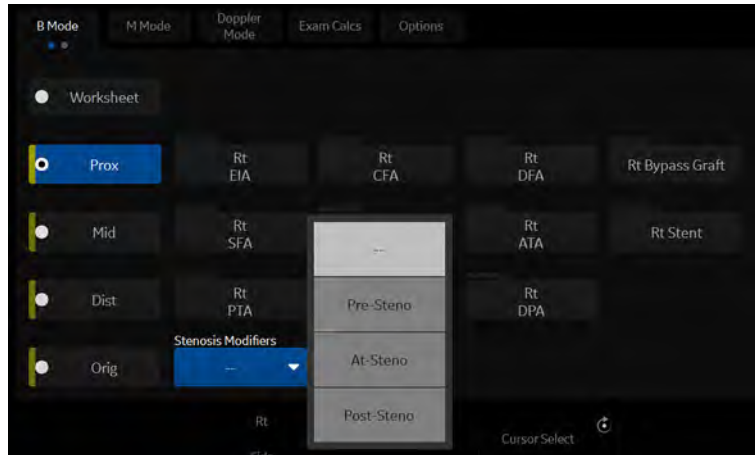 B Mode
M Mode
Doppler
Mode
Exam Calcs
Options
Worksheet
Prox
Rt
EIA
Rt
CFA
Rt
DFA
Rt Bypass Graft
Mid
Rt
SFA
--
Rt
ATA
Rt Stent
Dist
Rt
PTA
Pre-Steno
Rt
DPA
Stenosis Modifiers
Orig
--
At-Steno
Post-Steno
Rt
Cursor Select